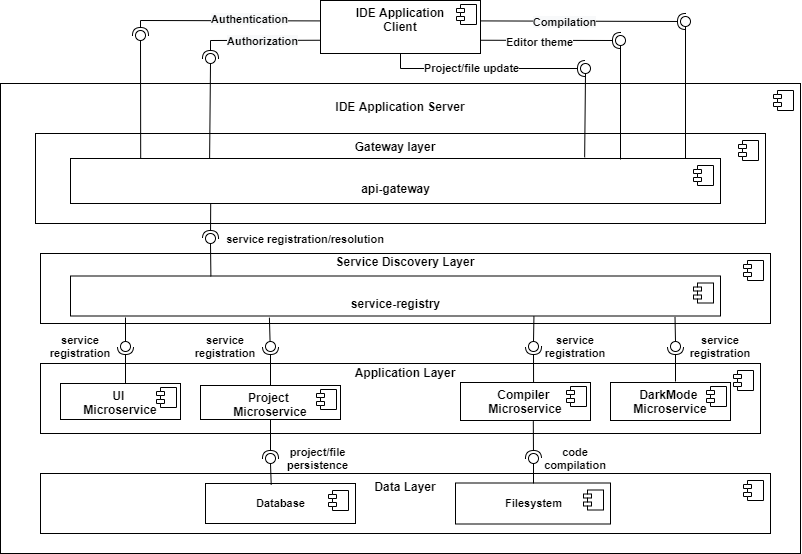 IDE Application
Client
Authentication
Authorization
Compilation
Editor theme
Project/file update
IDE Application Server
Gateway layer
api-gateway
service registration/resolution
Service Discovery Layer
service-registry
service
registration
service
registration
service
registration
service
registration
Application Layer
UI
Microservice
Project
Microservice
Compiler
Microservice
DarkMode
Microservice
project/file
persistence
code
compilation
Data Layer
Database
Filesystem